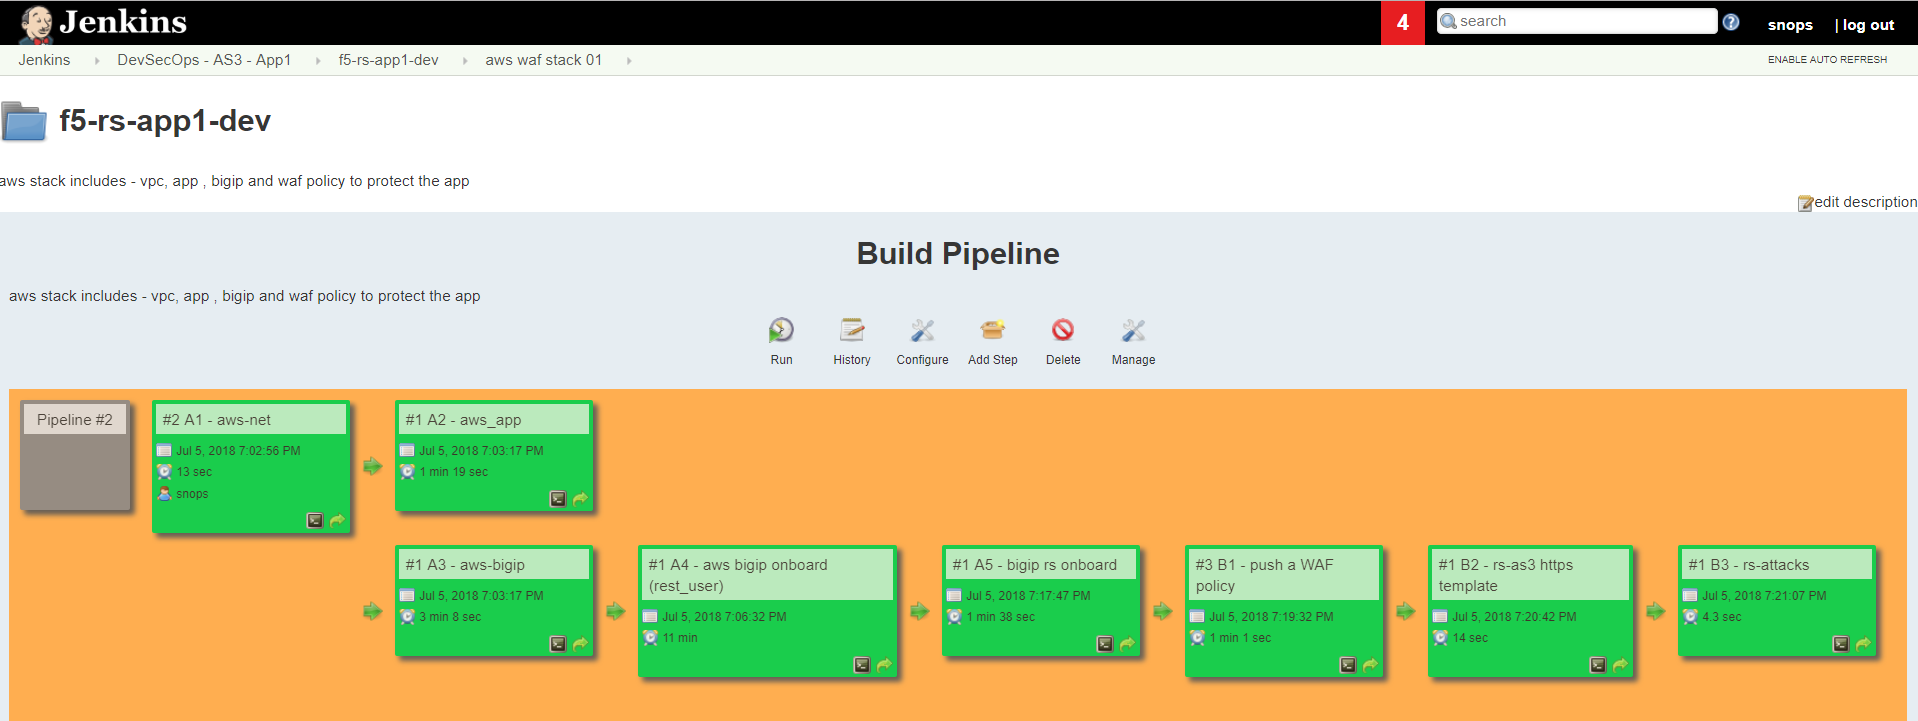 Jenkins
4
search
snops
| log out
Jenkins
DevSecOps - AS3 - App1
f5-rs-app1-dev
aws waf stack 01
ENABLE AUTO REFRESH
f5-rs-app1-dev
aws stack includes - vpc, app , bigip and waf policy to protect the app
edit description
Build Pipeline
aws stack includes - vpc, app , bigip and waf policy to protect the app
Run
History
Configure
Add Step
Delete
Manage
Pipeline #2
#2 A1 - aws-net
Jul 5, 2018 7:02:56 PM
13 sec
snops
#1 A2 - aws_app
Jul 5, 2018 7:03:17 PM
1 min 19 sec
#1 A3 - aws-bigip
Jul 5, 2018 7:03:17 PM
3 min 8 sec
#1 A4 - aws bigip onboard
(rest_user)
Jul 5, 2018 7:06:32 PM
11 min
#1 A5 - bigip rs onboard
Jul 5, 2018 7:17:47 PM
1 min 38 sec
#3 B1 - push a WAF
policy
Jul 5, 2018 7:19:32 PM
1 min 1 sec
#1 B2 - rs-as3 https
template
Jul 5, 2018 7:20:42 PM
14 sec
#1 B3 - rs-attacks
Jul 5, 2018 7:21:07 PM
4.3 sec